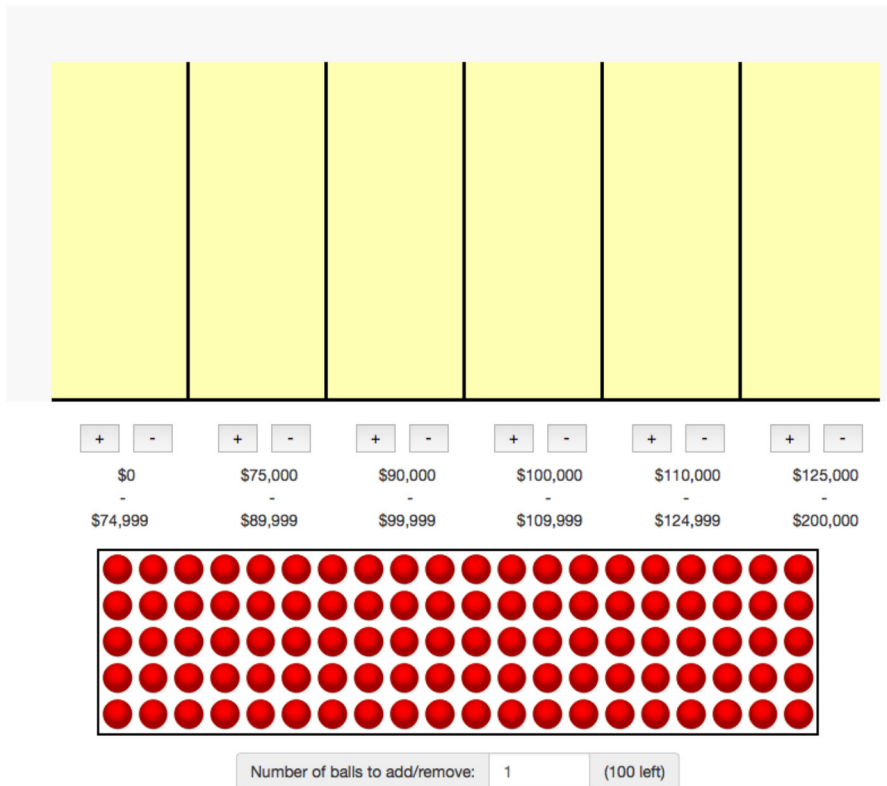 + - + - + - + - + - + -
$0 $75,000 $90,000 $100,000 $110,000 $125,000
- - - - - -
$74,999 $89,999 $99,999 $109,999 $124,999 $200,000
Number of balls to add/remove: 1 (100 left)